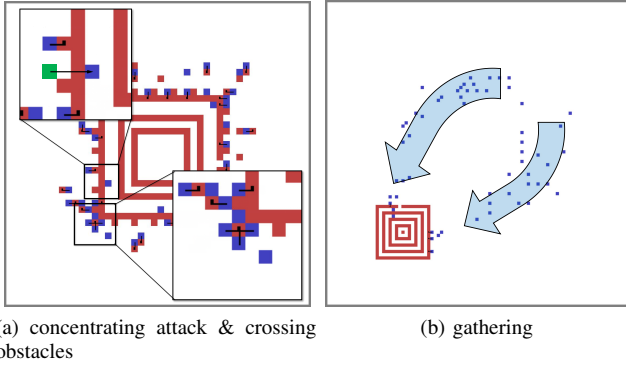 (a) concentrating attack & crossing
obstacles
(b) gathering